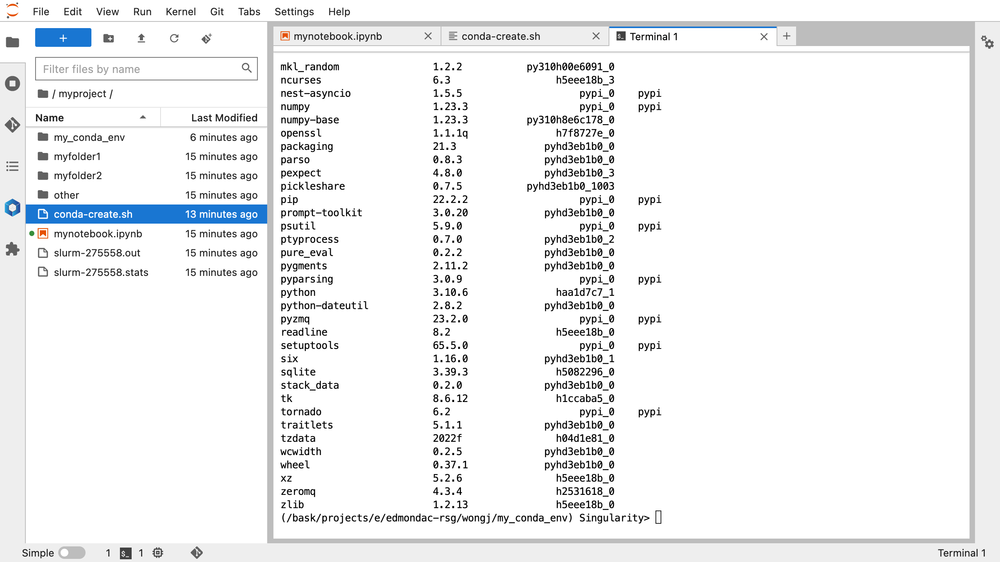 File Edit View Run Kernel Git Tabs Settings Help
+
Filter files by name
/ myproject /
Name Last Modified
my_conda_env 6 minutes ago
myfolder1 15 minutes ago
myfolder2 15 minutes ago
other 15 minutes ago
conda-create.sh 13 minutes ago
mynotebook.ipynb 15 minutes ago
slurm-275558.out 15 minutes ago
slurm-275558.stats 15 minutes ago
mynotebook.ipynb conda-create.sh $_ Terminal 1 +
mkl_random 1.2.2 py310h00e6091_0
ncurses 6.3 h5eee18b_3
nest-asyncio 1.5.5 pypi_0 pypi
numpy 1.23.3 pypi_0 pypi
numpy-base 1.23.3 py310h8e6c178_0
openssl 1.1.1q h7f8727e_0
packaging 21.3 pyhd3eb1b0_0
parso 0.8.3 pyhd3eb1b0_0
pexpect 4.8.0 pyhd3eb1b0_3
pickleshare 0.7.5 pyhd3eb1b0_1003
pip 22.2.2 pypi_0 pypi
prompt-toolkit 3.0.20 pyhd3eb1b0_0
psutil 5.9.0 pypi_0 pypi
ptyprocess 0.7.0 pyhd3eb1b0_2
pure_eval 0.2.2 pyhd3eb1b0_0
pygments 2.11.2 pyhd3eb1b0_0
pyparsing 3.0.9 pypi_0 pypi
python 3.10.6 haa1d7c7_1
python-dateutil 2.8.2 pyhd3eb1b0_0
pyzmq 23.2.0 pypi_0 pypi
readline 8.2 h5eee18b_0
setuptools 65.5.0 pypi_0 pypi
six 1.16.0 pyhd3eb1b0_1
sqlite 3.39.3 h5082296_0
stack_data 0.2.0 pyhd3eb1b0_0
tk 8.6.12 h1ccaba5_0
tornado 6.2 pypi_0 pypi
traitlets 5.1.1 pyhd3eb1b0_0
tzdata 2022f h04d1e81_0
wcwidth 0.2.5 pyhd3eb1b0_0
wheel 0.37.1 pyhd3eb1b0_0
xz 5.2.6 h5eee18b_0
zeromq 4.3.4 h2531618_0
zlib 1.2.13 h5eee18b_0
(/bask/projects/e/edmondac-rsg/wongj/my_conda_env) Singularity>
Simple 1 $_ 1 Terminal 1